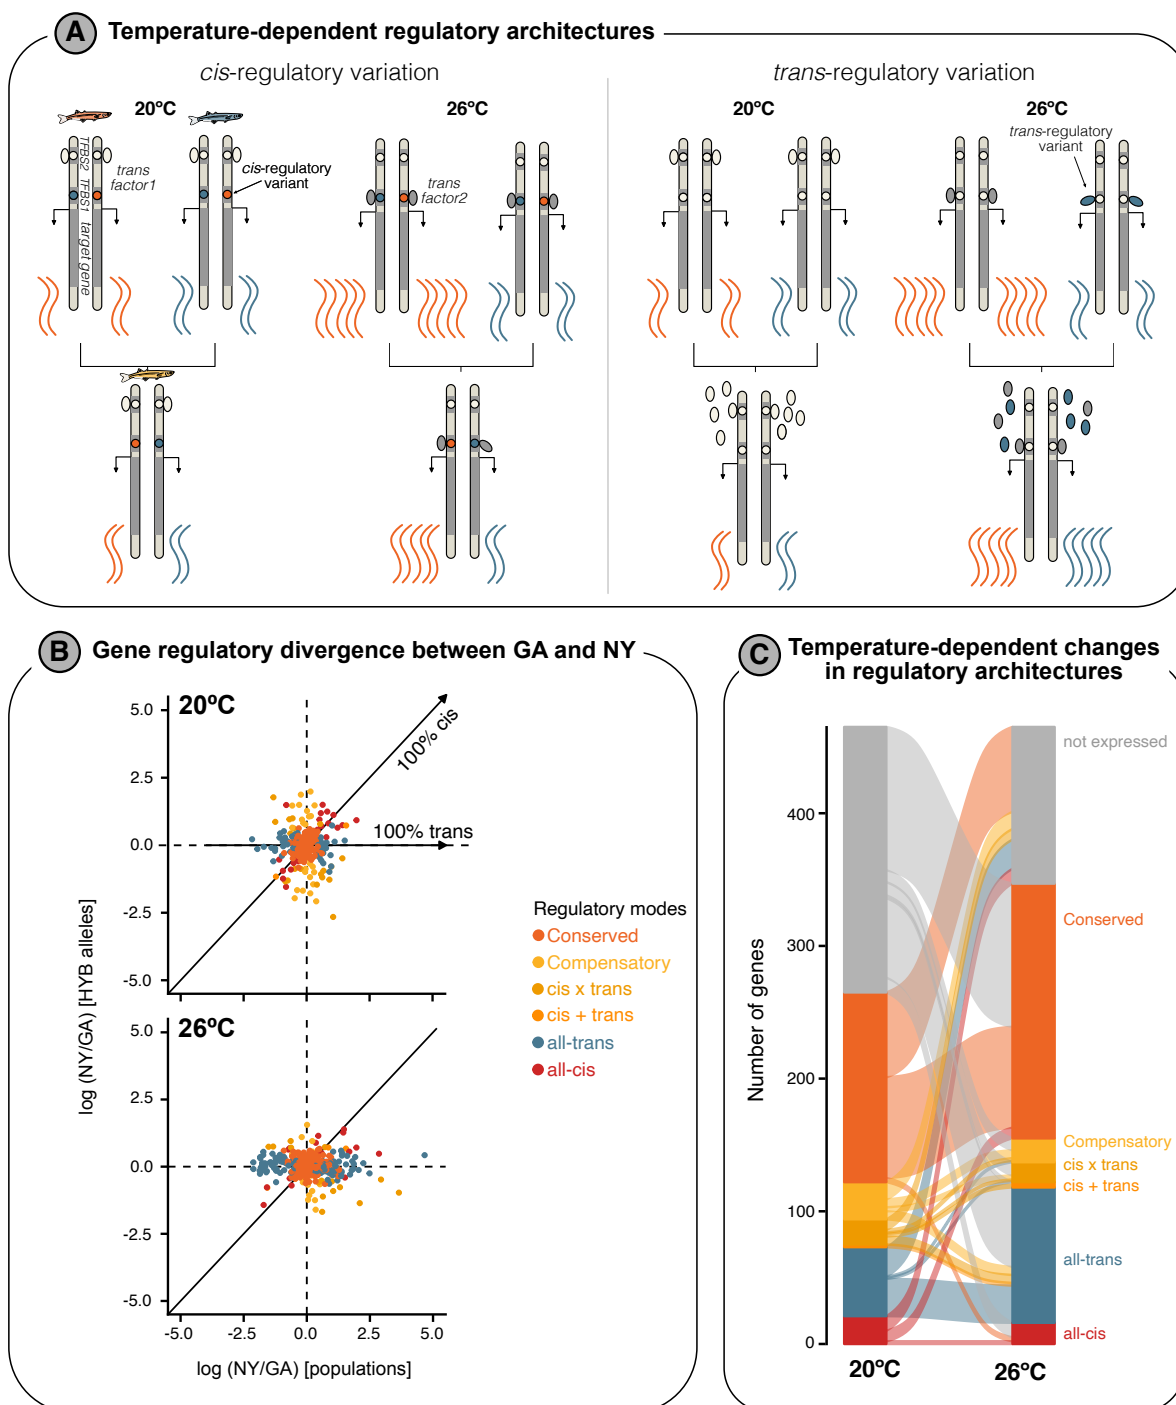 A Temperature-dependent regulatory architectures
cis-regulatory variation
20ºC
26ºC
TFBS2
TFBS1
target gene
trans
factor1
cis-regulatory
variant
trans
factor2
trans-regulatory variation
20ºC
26ºC
trans-regulatory
variant
B Gene regulatory divergence between GA and NY
20ºC
5.0
2.5
0.0
-2.5
-5.0
100% cis
100% trans
log (NY/GA) [HYB alleles]
26ºC
5.0
2.5
0.0
-2.5
-5.0
-5.0 -2.5 0.0 2.5 5.0
log (NY/GA) [populations]
Regulatory modes
Conserved
Compensatory
cis x trans
cis + trans
all-trans
all-cis
C Temperature-dependent changes
in regulatory architectures
Number of genes
400
300
200
100
0
not expressed
Conserved
Compensatory
cis x trans
cis + trans
all-trans
all-cis
20ºC
26ºC